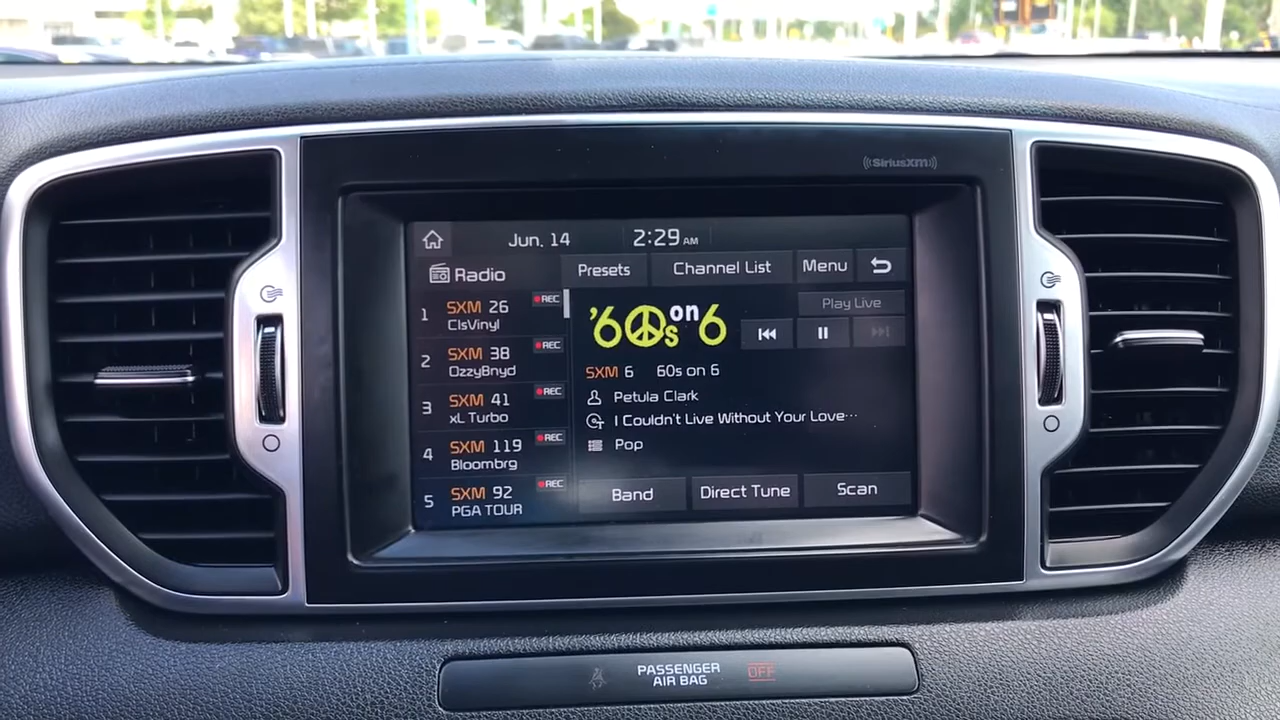 SiriusXM
Jun. 14
2:29 AM
Radio
Presets
Channel List
Menu
1 SXM 26 REC
ClsVinyl
2 SXM 38 REC
OzzyBnyd
3 SXM 41 REC
xL Turbo
4 SXM 119 REC
Bloombrg
5 SXM 92 REC
PGA TOUR
'60s on 6
Play Live
SXM 6 60s on 6
Petula Clark
I Couldn't Live Without Your Love···
Pop
Band
Direct Tune
Scan
PASSENGER
AIR BAG
OFF